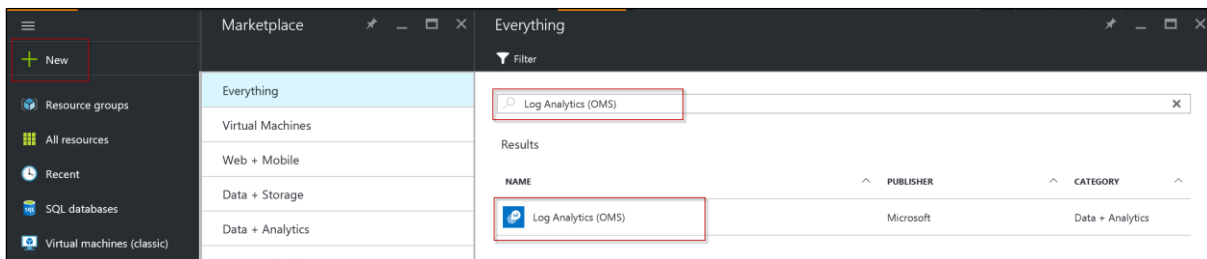 New
Resource groups
All resources
Recent
SQL databases
Virtual machines (classic)
Marketplace
Everything
Virtual Machines
Web + Mobile
Data + Storage
Data + Analytics
Everything
Filter
Log Analytics (OMS)
Results
NAME PUBLISHER CATEGORY
Log Analytics (OMS) Microsoft Data + Analytics